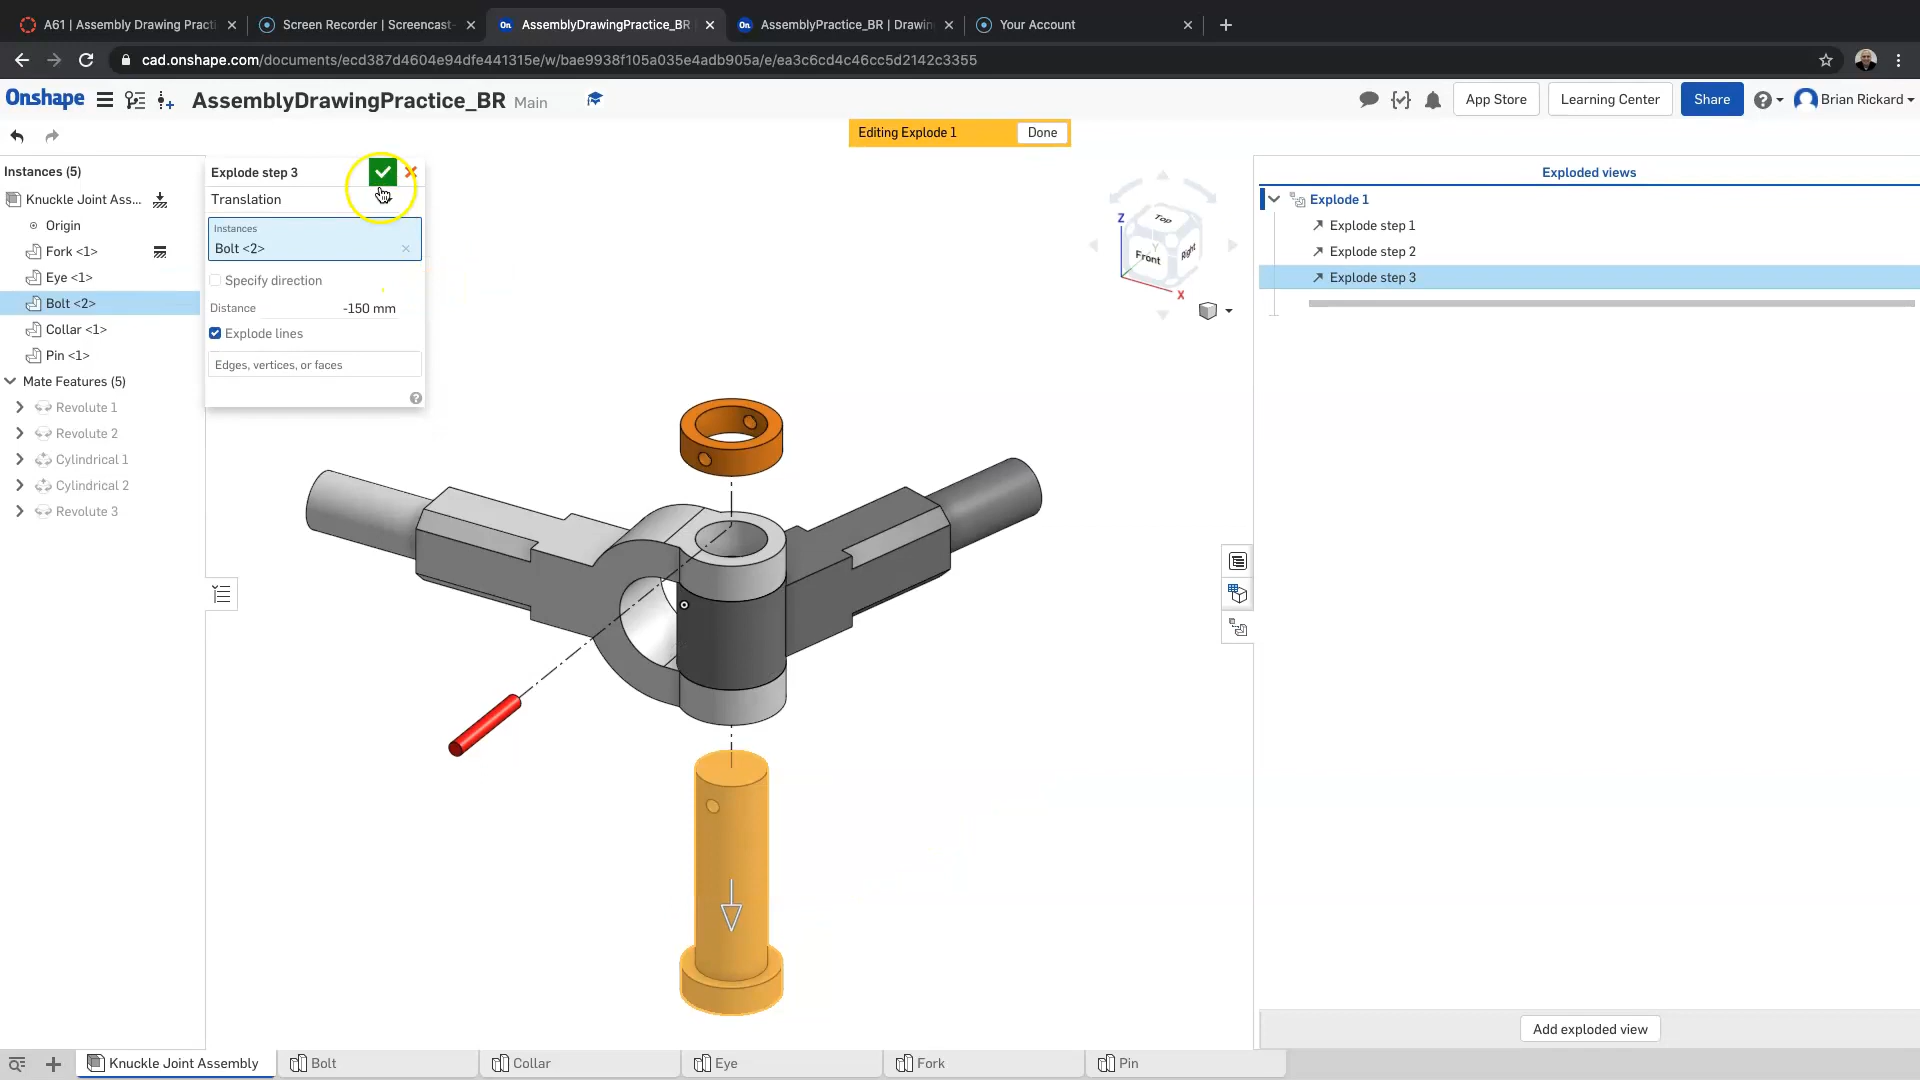 A61 | Assembly Drawing Practi
Screen Recorder | Screencast-
On
AssemblyDrawingPractice_BR
On
AssemblyPractice_BR | Drawin
Your Account
cad.onshape.com/documents/ecd387d4604e94dfe441315e/w/bae9938f105a035e4adb905a/e/ea3c6cd4c46cc5d2142c3355
Onshape
AssemblyDrawingPractice_BR Main
App Store
Learning Center
Share
Brian Rickard
Editing Explode 1
Done
Instances (5)
Knuckle Joint Ass...
Origin
Fork <1>
Eye <1>
Bolt <2>
Collar <1>
Pin <1>
Mate Features (5)
Revolute 1
Revolute 2
Cylindrical 1
Cylindrical 2
Revolute 3
Explode step 3
Translation
Instances
Bolt <2>
Specify direction
Distance -150 mm
Explode lines
Edges, vertices, or faces
Z
Top
Y
Front
Right
X
Exploded views
Explode 1
Explode step 1
Explode step 2
Explode step 3
Add exploded view
Knuckle Joint Assembly
Bolt
Collar
Eye
Fork
Pin